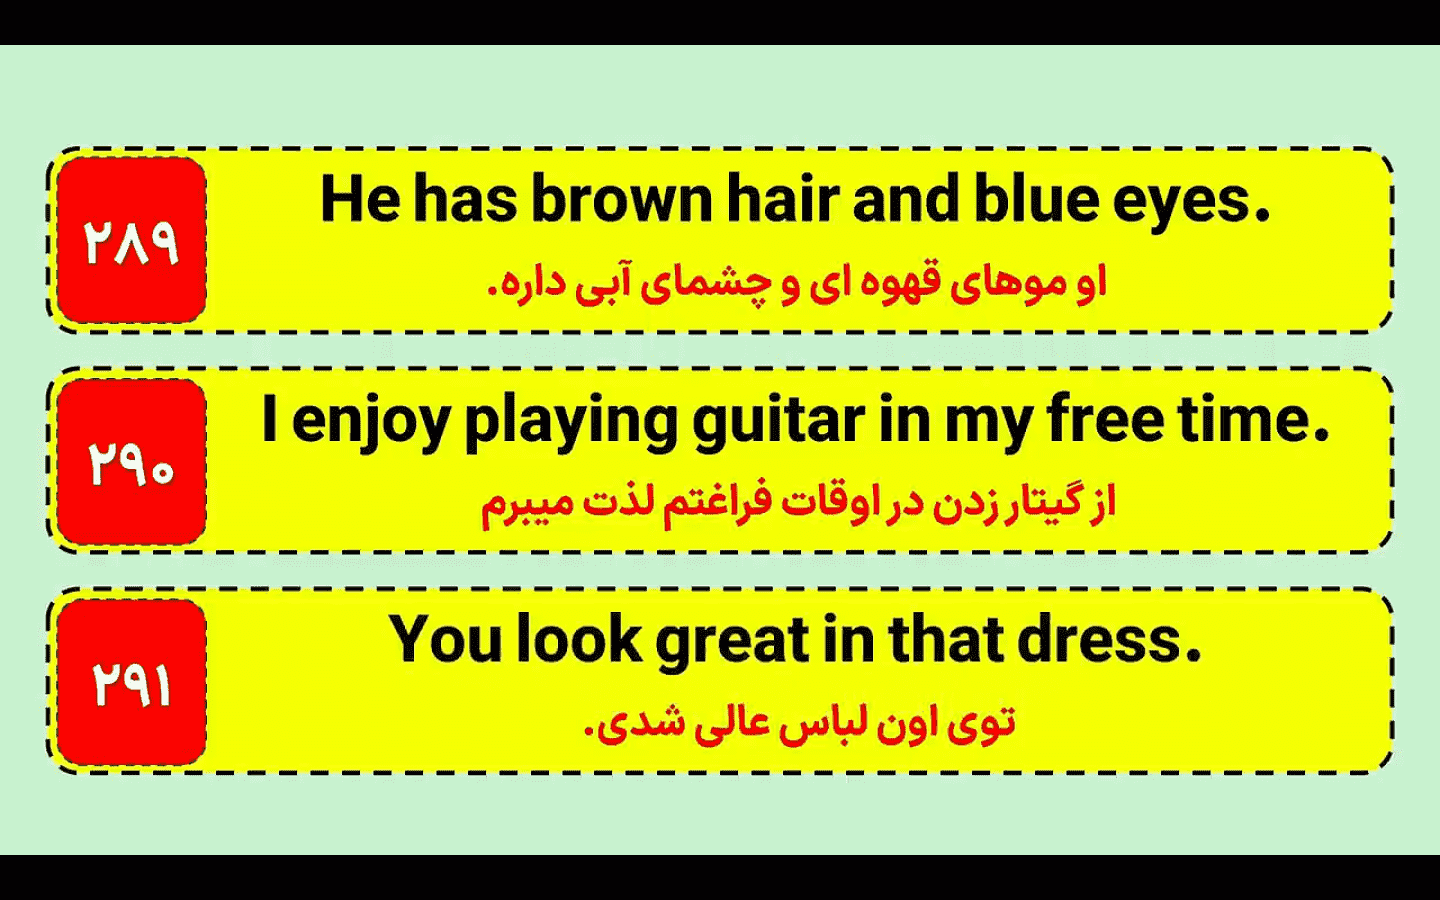 ۲۸۹
He has brown hair and blue eyes.
او موهای قهوه ای و چشمای آبی داره.
۲۹۰
I enjoy playing guitar in my free time.
از گیتار زدن در اوقات فراغتم لذت میبرم
۲۹۱
You look great in that dress.
توی اون لباس عالی شدی.